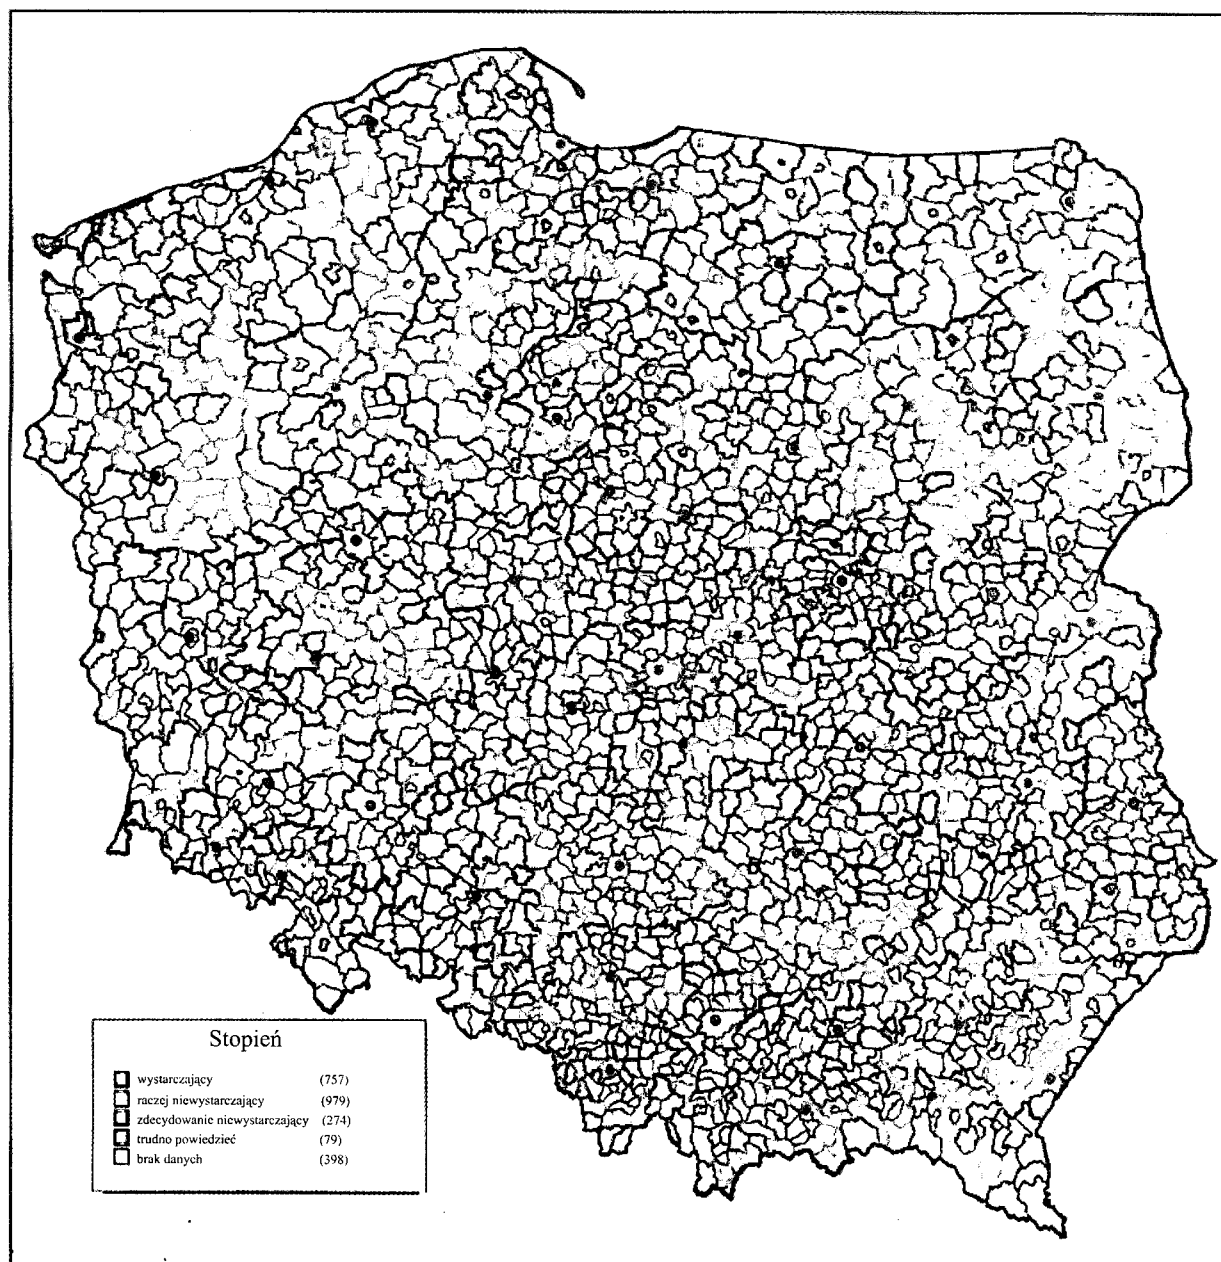 Stopień
wystarczający (757)
raczej niewystarczający (979)
zdecydowanie niewystarczający (274)
trudno powiedzieć (79)
brak danych (398)